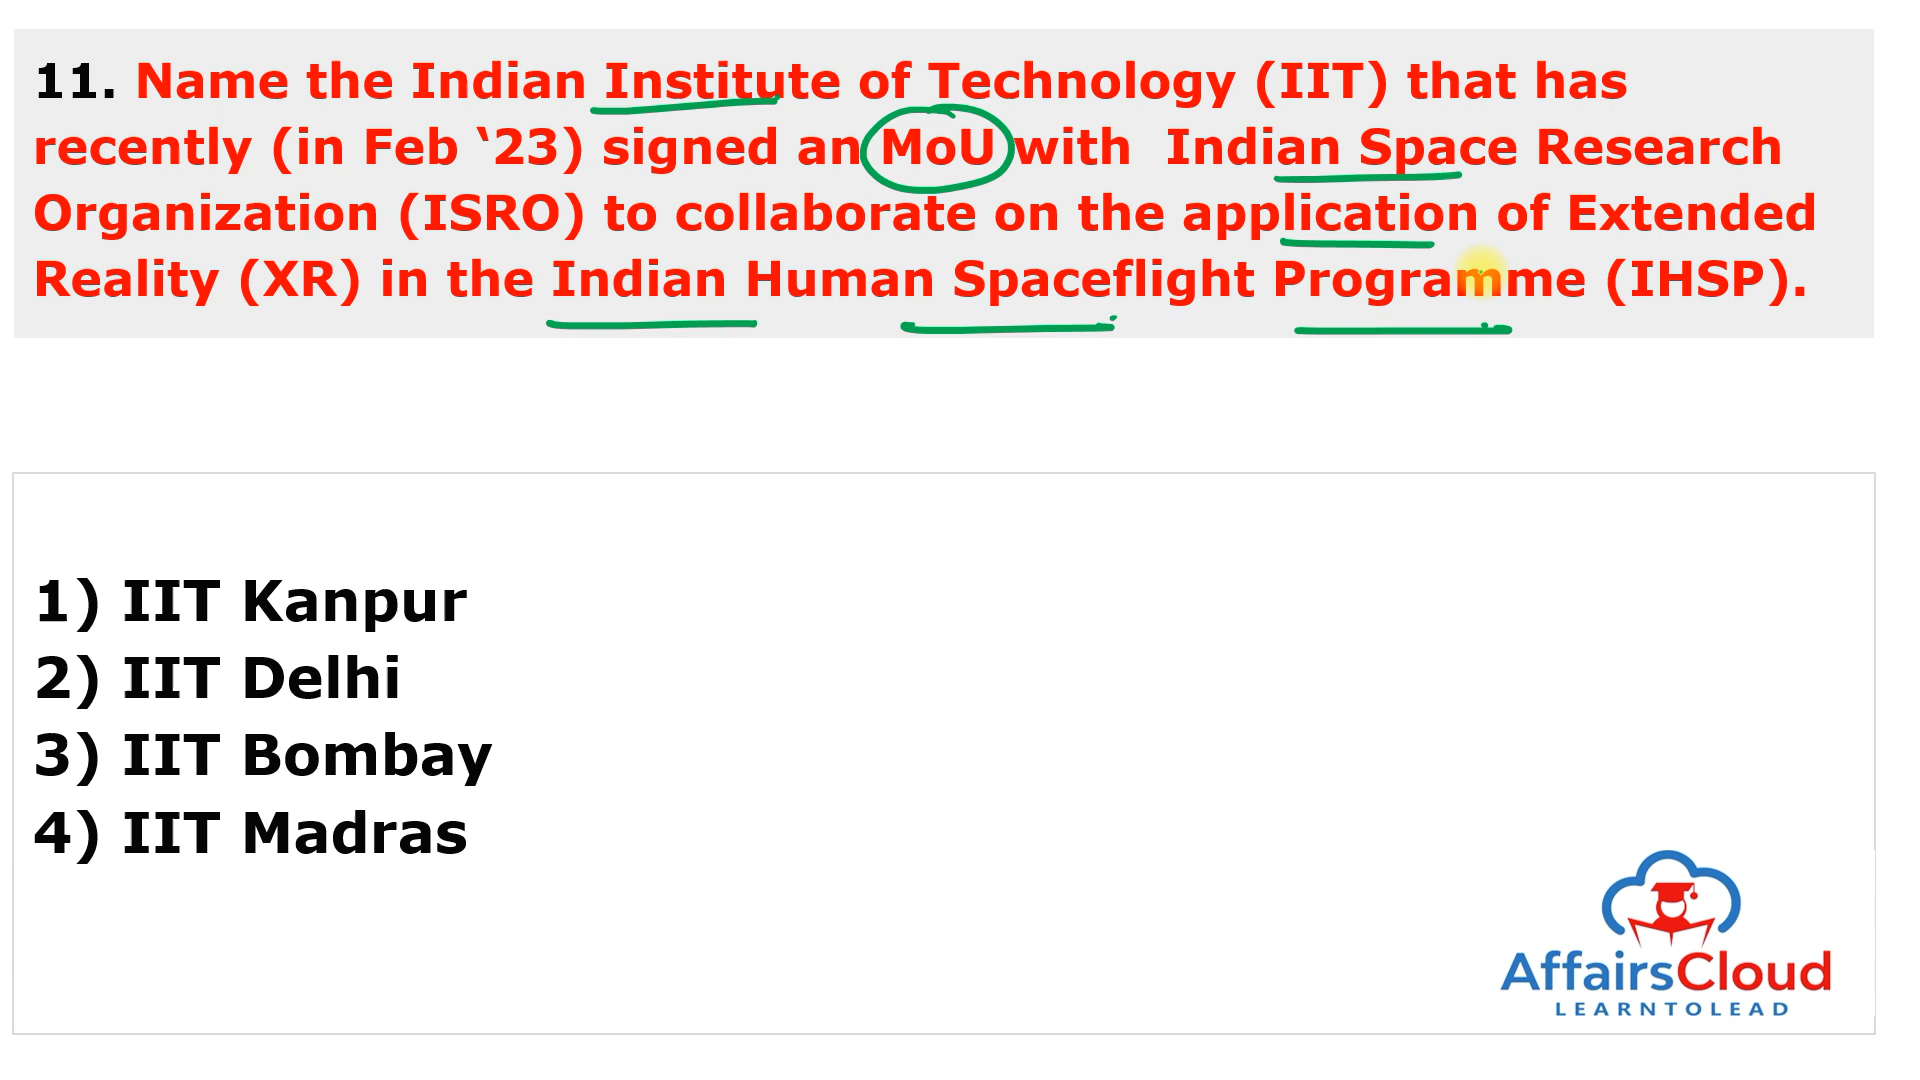 11. Name the Indian Institute of Technology (IIT) that has
recently (in Feb ‘23) signed an MoU with Indian Space Research
Organization (ISRO) to collaborate on the application of Extended
Reality (XR) in the Indian Human Spaceflight Programme (IHSP).
1) IIT Kanpur
2) IIT Delhi
3) IIT Bombay
4) IIT Madras
AffairsCloud
LEARNTOLEAD